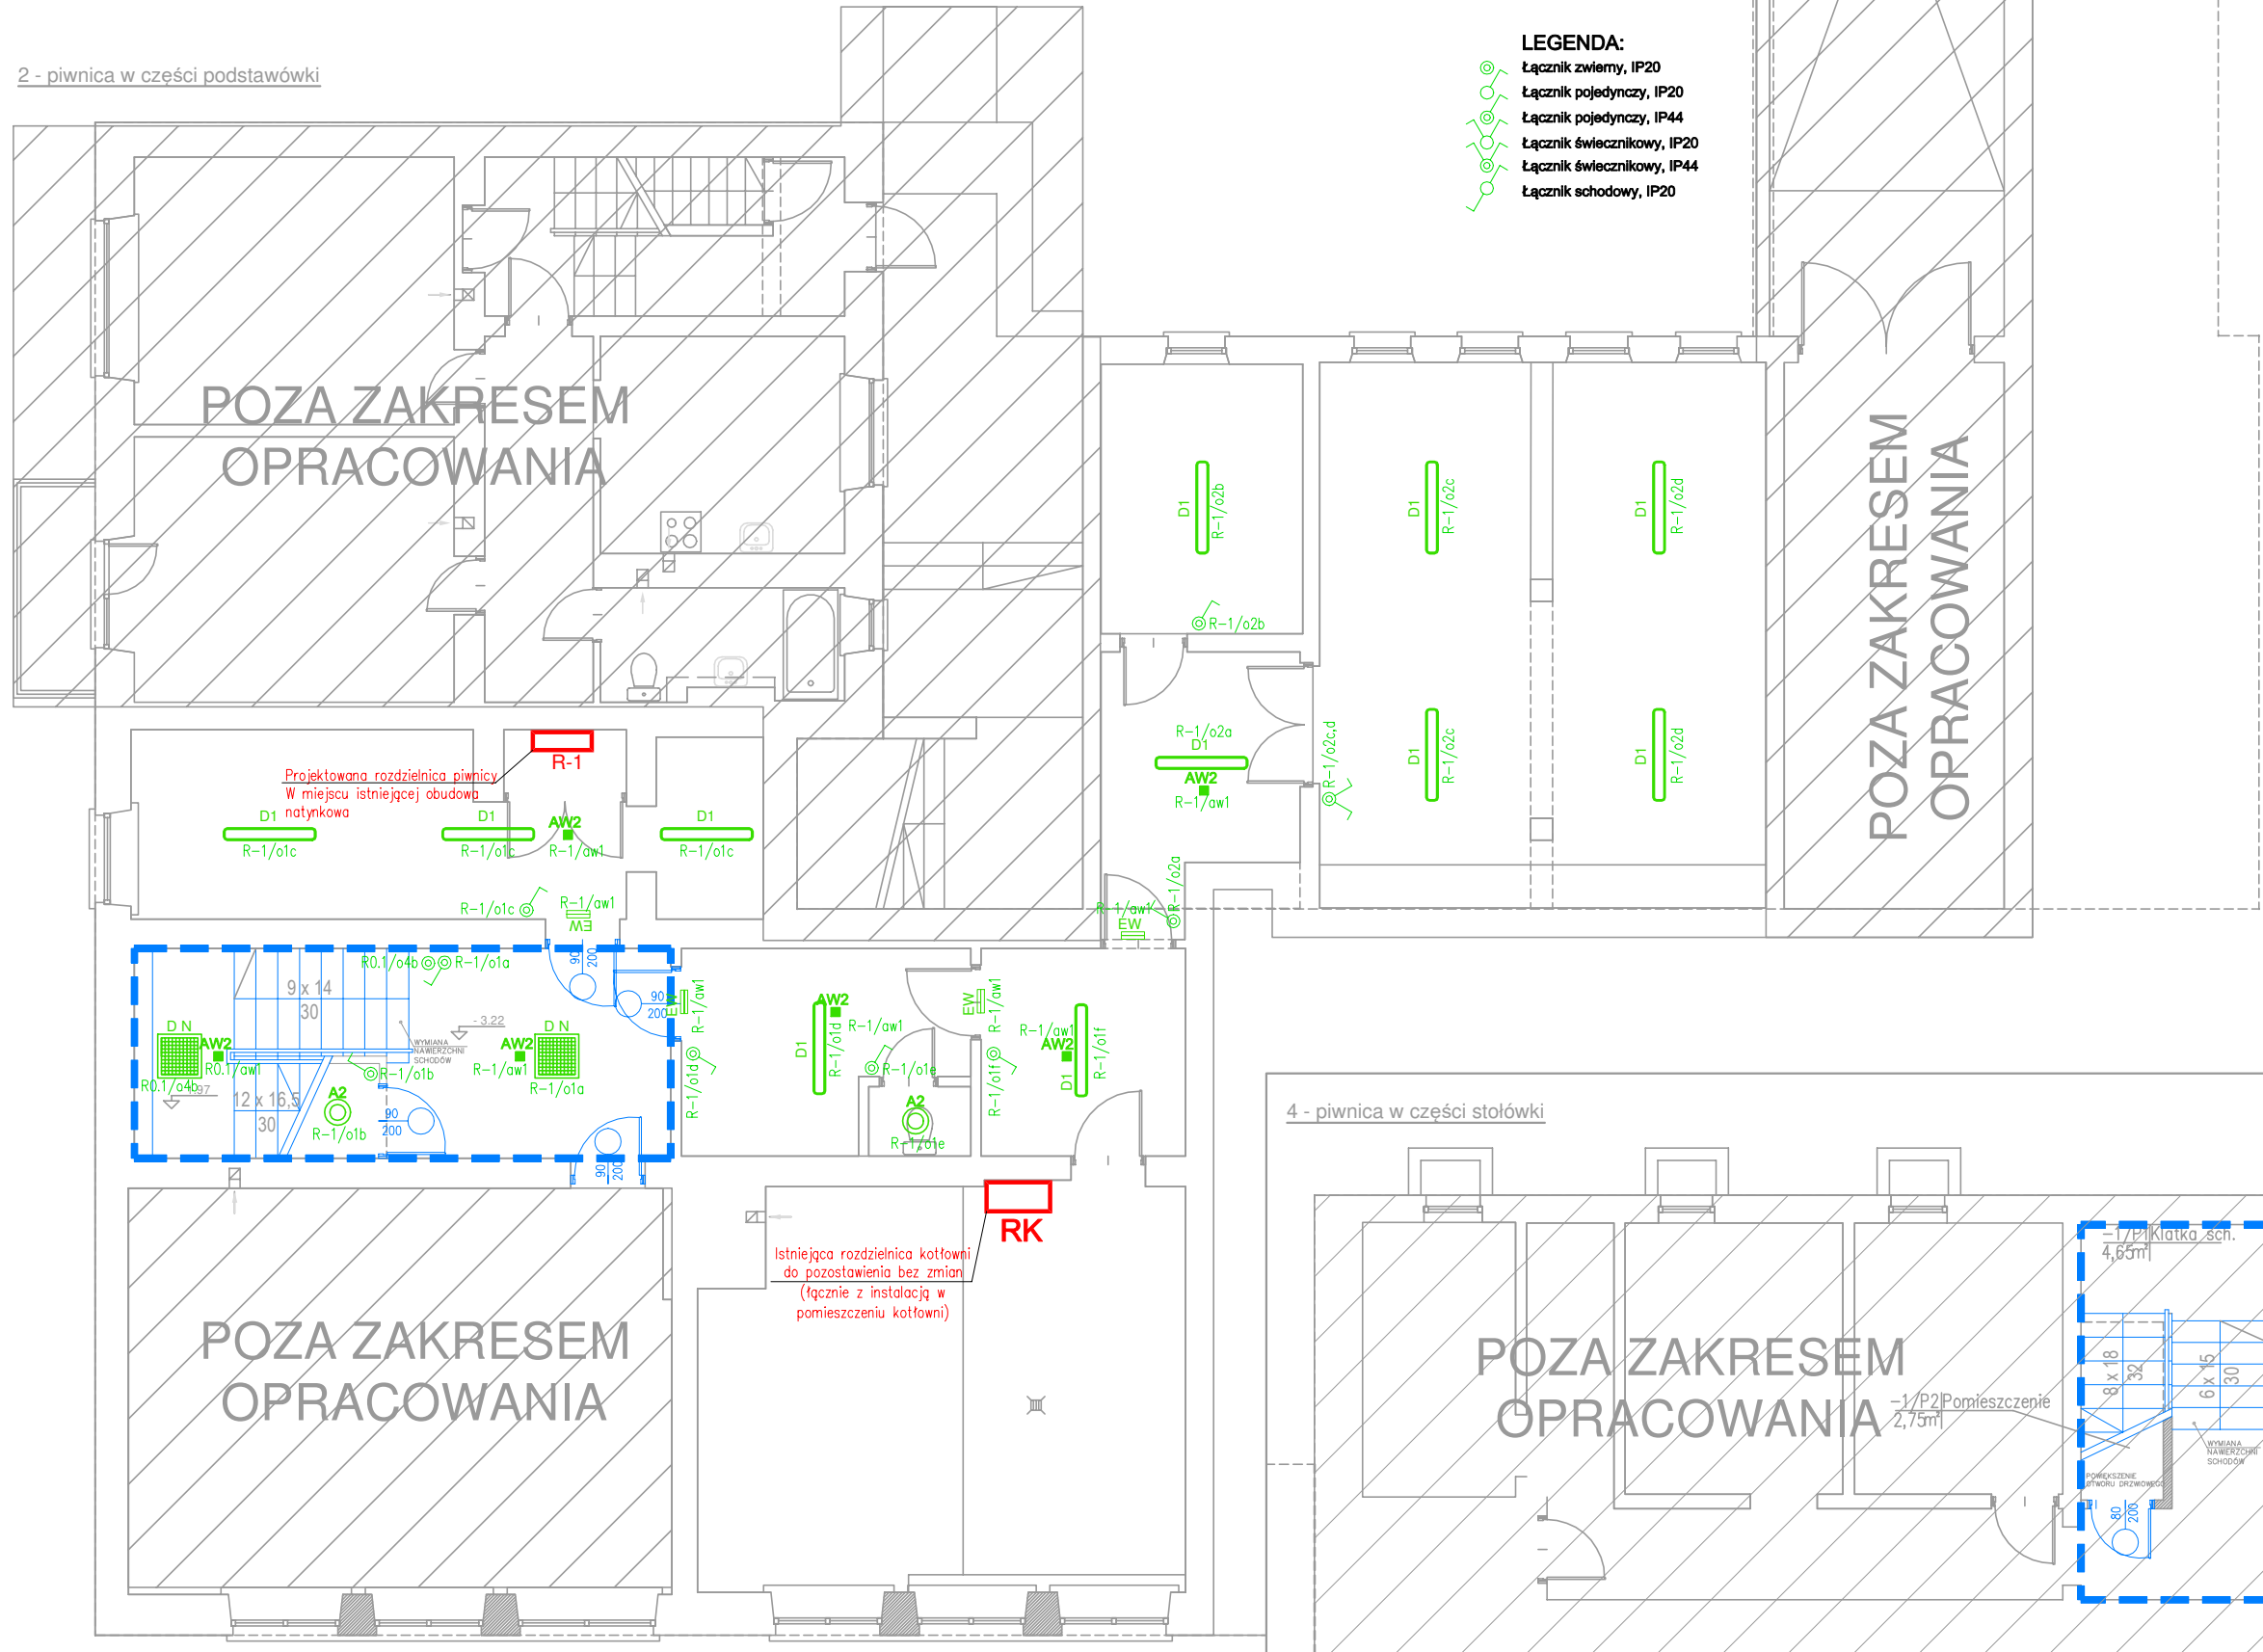 2 - piwnica w części podstawówki
LEGENDA:
Łącznik zwierny, IP20
Łącznik pojedynczy, IP20
Łącznik pojedynczy, IP44
Łącznik świecznikowy, IP20
Łącznik świecznikowy, IP44
Łącznik schodowy, IP20
POZA ZAKRESEM
OPRACOWANIA
POZA ZAKRESEM
OPRACOWANIA
D1
R-1/o2b
D1
R-1/o2c
D1
R-1/o2d
R-1/o2b
R-1/o2a
D1
AW2
R-1/aw1
R-1/o2c,d
D1
R-1/o2c
D1
R-1/o2d
R-1
Projektowana rozdzielnica piwnicy
W miejscu istniejącej obudowa
natynkowa
D1
R-1/o1c
D1
R-1/o1c
AW2
R-1/aw1
D1
R-1/o1c
R-1/o1c
R-1/aw1
EW
R-1/o2a
R-1/aw1
EW
R0.1/o4b
R-1/o1a
90
200
90
200
9 x 14
30
- 3.22
WYMIANA
NAWIERZCHNI
SCHODÓW
D N
AW2
R0.1/aw1
R0.1/o4b
AW2
R-1/aw1
D N
R-1/o1a
R-1/o1b
12 x 16,5
30
A2
R-1/o1b
90
200
90
200
EW
R-1/aw1
R-1/o1d
D1
R-1/o1d
AW2
R-1/aw1
R-1/o1e
A2
R-1/o1e
EW
R-1/aw1
R-1/o1f
R-1/aw1
AW2
D1
R-1/o1f
RK
Istniejąca rozdzielnica kotłowni
do pozostawienia bez zmian
(łącznie z instalacją w
pomieszczeniu kotłowni)
POZA ZAKRESEM
OPRACOWANIA
4 - piwnica w części stołówki
-1/P1 Klatka sch.
4,65m²
POZA ZAKRESEM
OPRACOWANIA
8 x 18
32
6 x 15
30
-1/P2 Pomieszczenie
2,75m²
WYMIANA
NAWIERZCHNI
SCHODÓW
POWIĘKSZENIE
OTWORU DRZWIOWEGO
80
200